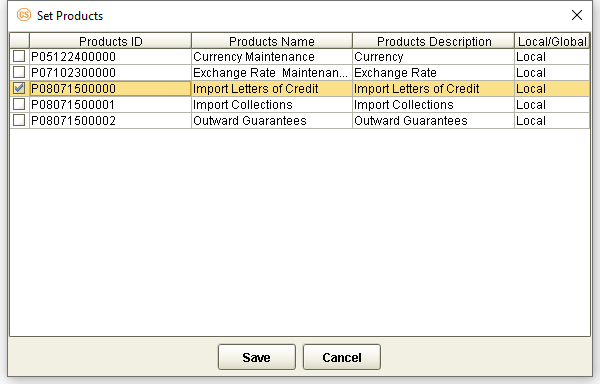 CS Set Products
Products ID Products Name Products Description Local/Global
P05122400000 Currency Maintenance Currency Local
P07102300000 Exchange Rate Maintenan... Exchange Rate Local
P08071500000 Import Letters of Credit Import Letters of Credit Local
P08071500001 Import Collections Import Collections Local
P08071500002 Outward Guarantees Outward Guarantees Local
Save Cancel